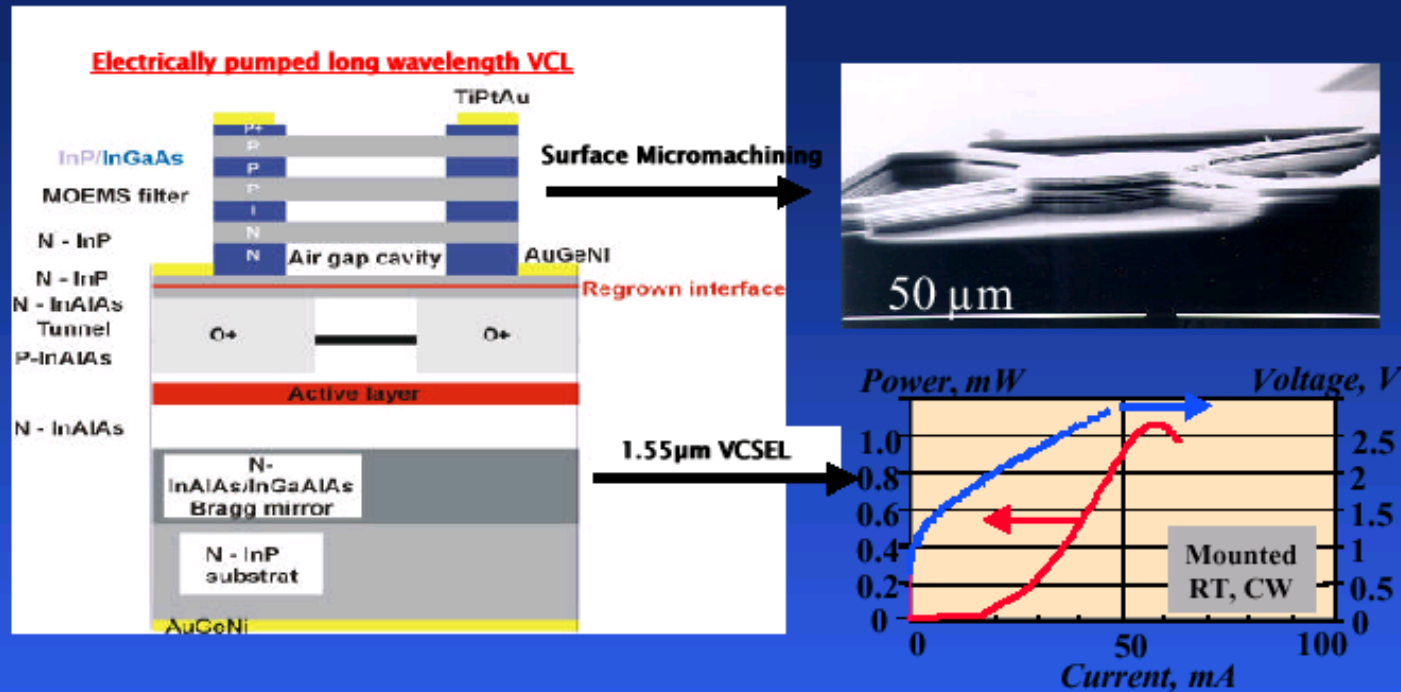 Electrically pumped long wavelength VCL
TiPtAu
P+
P
P
P
I
N
N
InP/InGaAs
MOEMS filter
N - InP
Air gap cavity
AuGeNi
N - InP
Regrown interface
N - InAlAs
Tunnel
P-InAlAs
O+
O+
Active layer
N - InAlAs
N-
InAlAs/InGaAlAs
Bragg mirror
N - InP
substrat
AuGeNi
Surface Micromachining
50 µm
1.55µm VCSEL
Power, mW
Voltage, V
1.0
0.8
0.6
0.4
0.2
0
2.5
2
1.5
1
0.5
0
Mounted
RT, CW
0
50
100
Current, mA